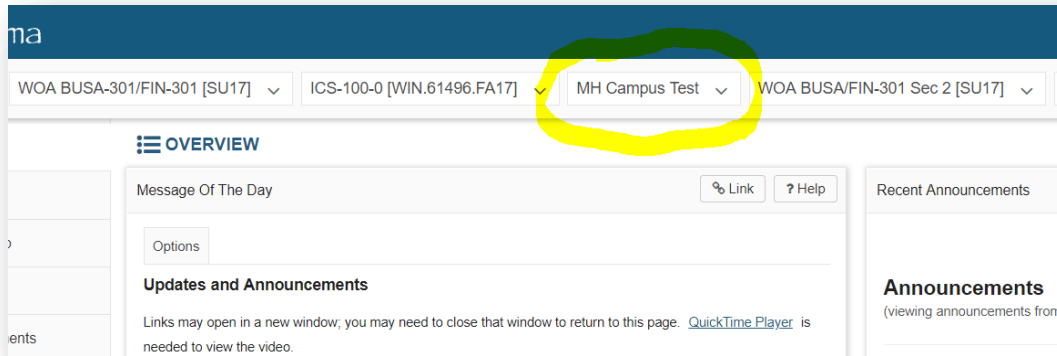 ma
WOA BUSA-301/FIN-301 [SU17]
ICS-100-0 [WIN.61496.FA17]
MH Campus Test
WOA BUSA/FIN-301 Sec 2 [SU17]
OVERVIEW
Message Of The Day
Link
? Help
Recent Announcements
Options
Updates and Announcements
Links may open in a new window; you may need to close that window to return to this page. QuickTime Player is
needed to view the video.
Announcements
(viewing announcements from
ents